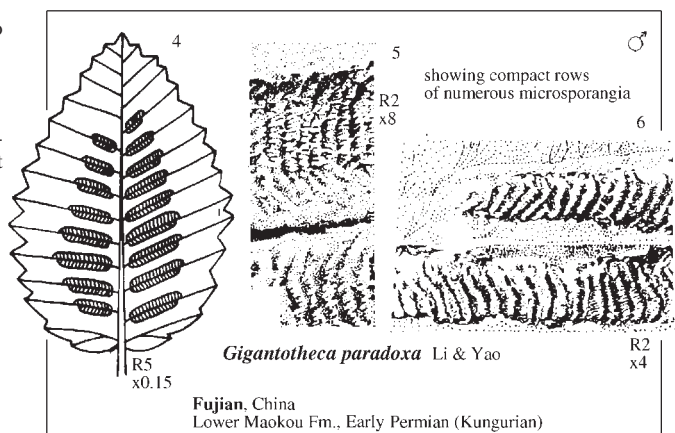 4
5
♂
showing compact rows
of numerous microsporangia
R2
x8
6
R5
x0.15
Gigantotheca paradoxa Li & Yao
R2
x4
Fujian, China
Lower Maokou Fm., Early Permian (Kungurian)